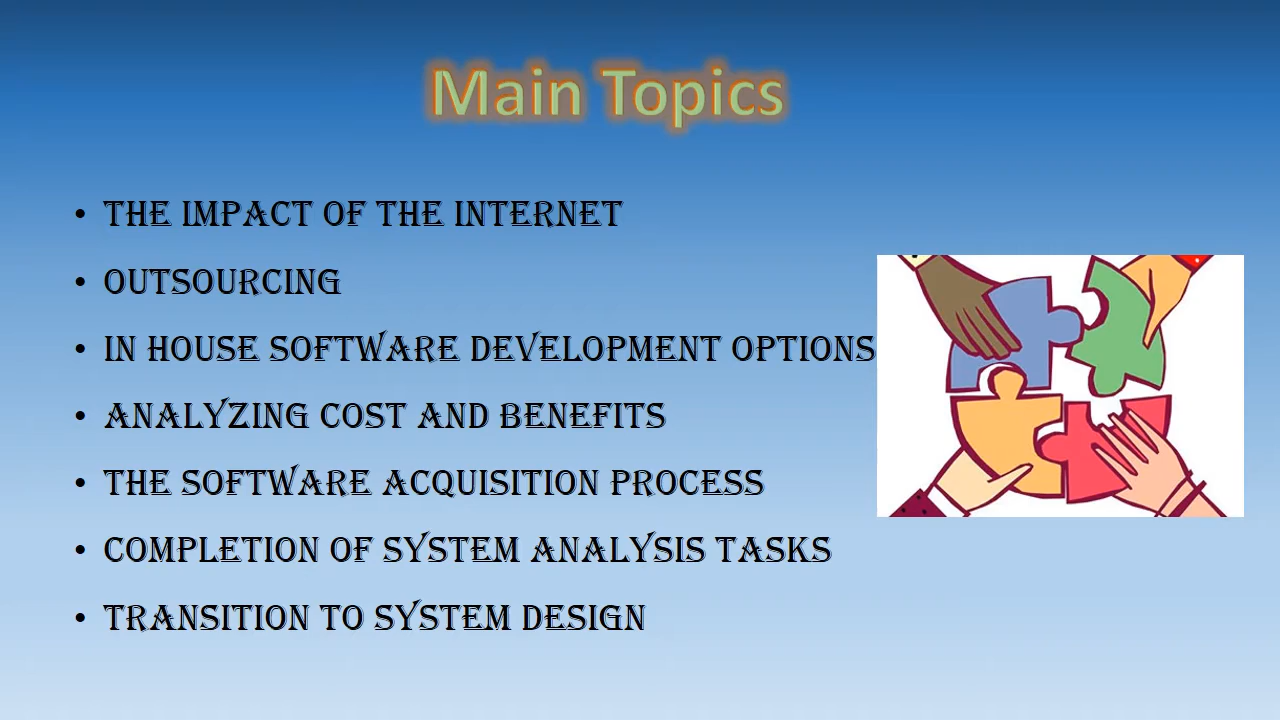 Main Topics
• THE IMPACT OF THE INTERNET
• OUTSOURCING
• IN HOUSE SOFTWARE DEVELOPMENT OPTIONS
• ANALYZING COST AND BENEFITS
• THE SOFTWARE ACQUISITION PROCESS
• COMPLETION OF SYSTEM ANALYSIS TASKS
• TRANSITION TO SYSTEM DESIGN